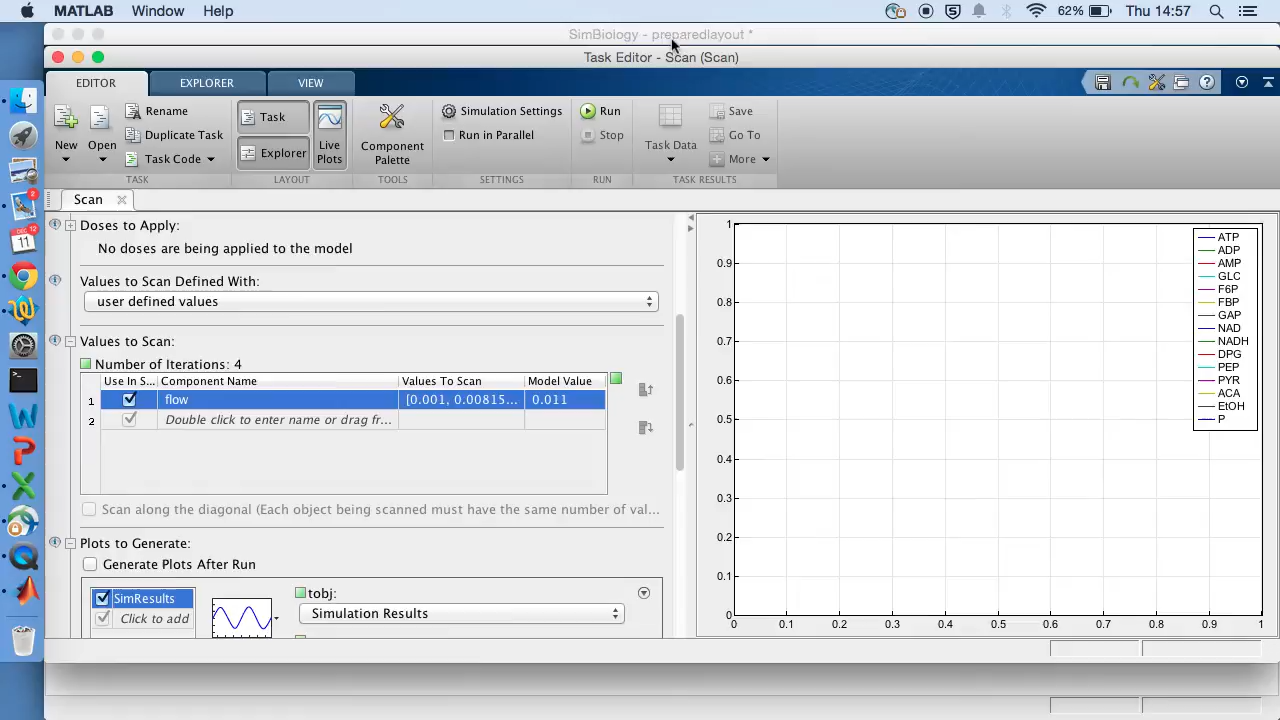 MATLAB Window Help 62% Thu 14:57
SimBiology - preparedlayout *
Task Editor - Scan (Scan)
EDITOR EXPLORER VIEW
New
Open
Rename
Duplicate Task
Task Code
TASK
Task
Explorer
Live
Plots
LAYOUT
Component
Palette
TOOLS
Simulation Settings
Run in Parallel
SETTINGS
Run
Stop
RUN
Task Data
Save
Go To
More
TASK RESULTS
Scan
Doses to Apply:
No doses are being applied to the model
Values to Scan Defined With:
user defined values
Values to Scan:
Number of Iterations: 4
Use In S... Component Name Values To Scan Model Value
1 flow [0.001, 0.00815... 0.011
2 Double click to enter name or drag fr...
Scan along the diagonal (Each object being scanned must have the same number of val...
Plots to Generate:
Generate Plots After Run
SimResults
Click to add
tobj:
Simulation Results
1
0.9
0.8
0.7
0.6
0.5
0.4
0.3
0.2
0.1
0
0 0.1 0.2 0.3 0.4 0.5 0.6 0.7 0.8 0.9 1
ATP
ADP
AMP
GLC
F6P
FBP
GAP
NAD
NADH
DPG
PEP
PYR
ACA
EtOH
P